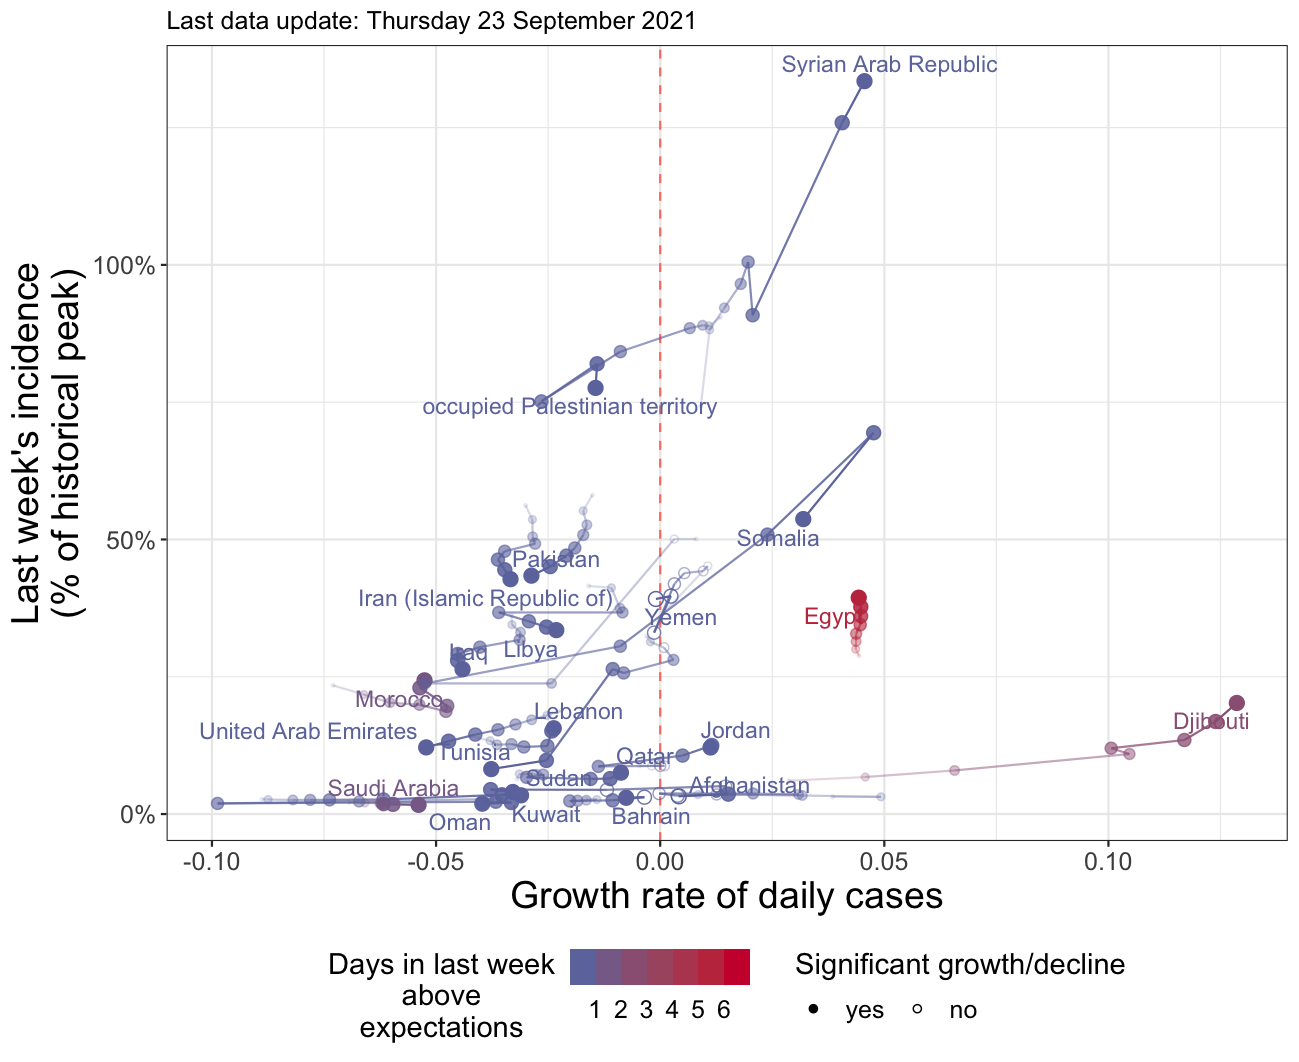 Last data update: Thursday 23 September 2021
Last week's incidence
(% of historical peak)
100%
50%
0%
Syrian Arab Republic
occupied Palestinian territory
Somalia
Pakistan
Iran (Islamic Republic of)
Yemen
Egypt
Iraq
Libya
Morocco
Lebanon
Djibouti
United Arab Emirates
Jordan
Tunisia
Qatar
Sudan
Afghanistan
Saudi Arabia
Oman
Kuwait
Bahrain
-0.10 -0.05 0.00 0.05 0.10
Growth rate of daily cases
Days in last week
above
expectations
1 2 3 4 5 6
Significant growth/decline
yes no